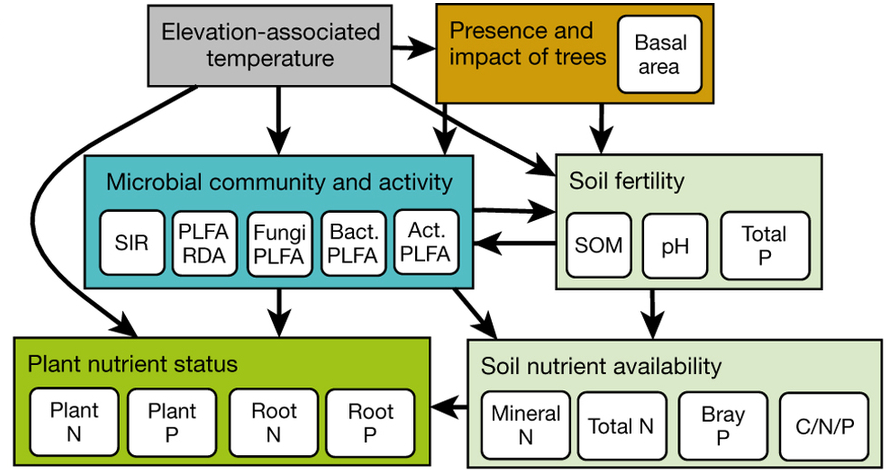 Elevation-associated
temperature
Presence and
impact of trees
Basal
area
Microbial community and activity
SIR
PLFA
RDA
Fungi
PLFA
Bact.
PLFA
Act.
PLFA
Soil fertility
SOM
pH
Total
P
Plant nutrient status
Plant
N
Plant
P
Root
N
Root
P
Soil nutrient availability
Mineral
N
Total N
Bray
P
C/N/P